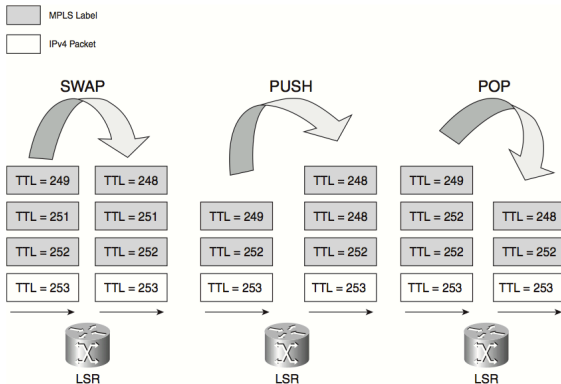 MPLS Label
IPv4 Packet
SWAP
PUSH
POP
TTL = 249 TTL = 248 TTL = 248 TTL = 249
TTL = 251 TTL = 251 TTL = 249 TTL = 248 TTL = 252 TTL = 248
TTL = 252 TTL = 252 TTL = 252 TTL = 252 TTL = 252 TTL = 252
TTL = 253 TTL = 253 TTL = 253 TTL = 253 TTL = 253 TTL = 253
LSR
LSR
LSR